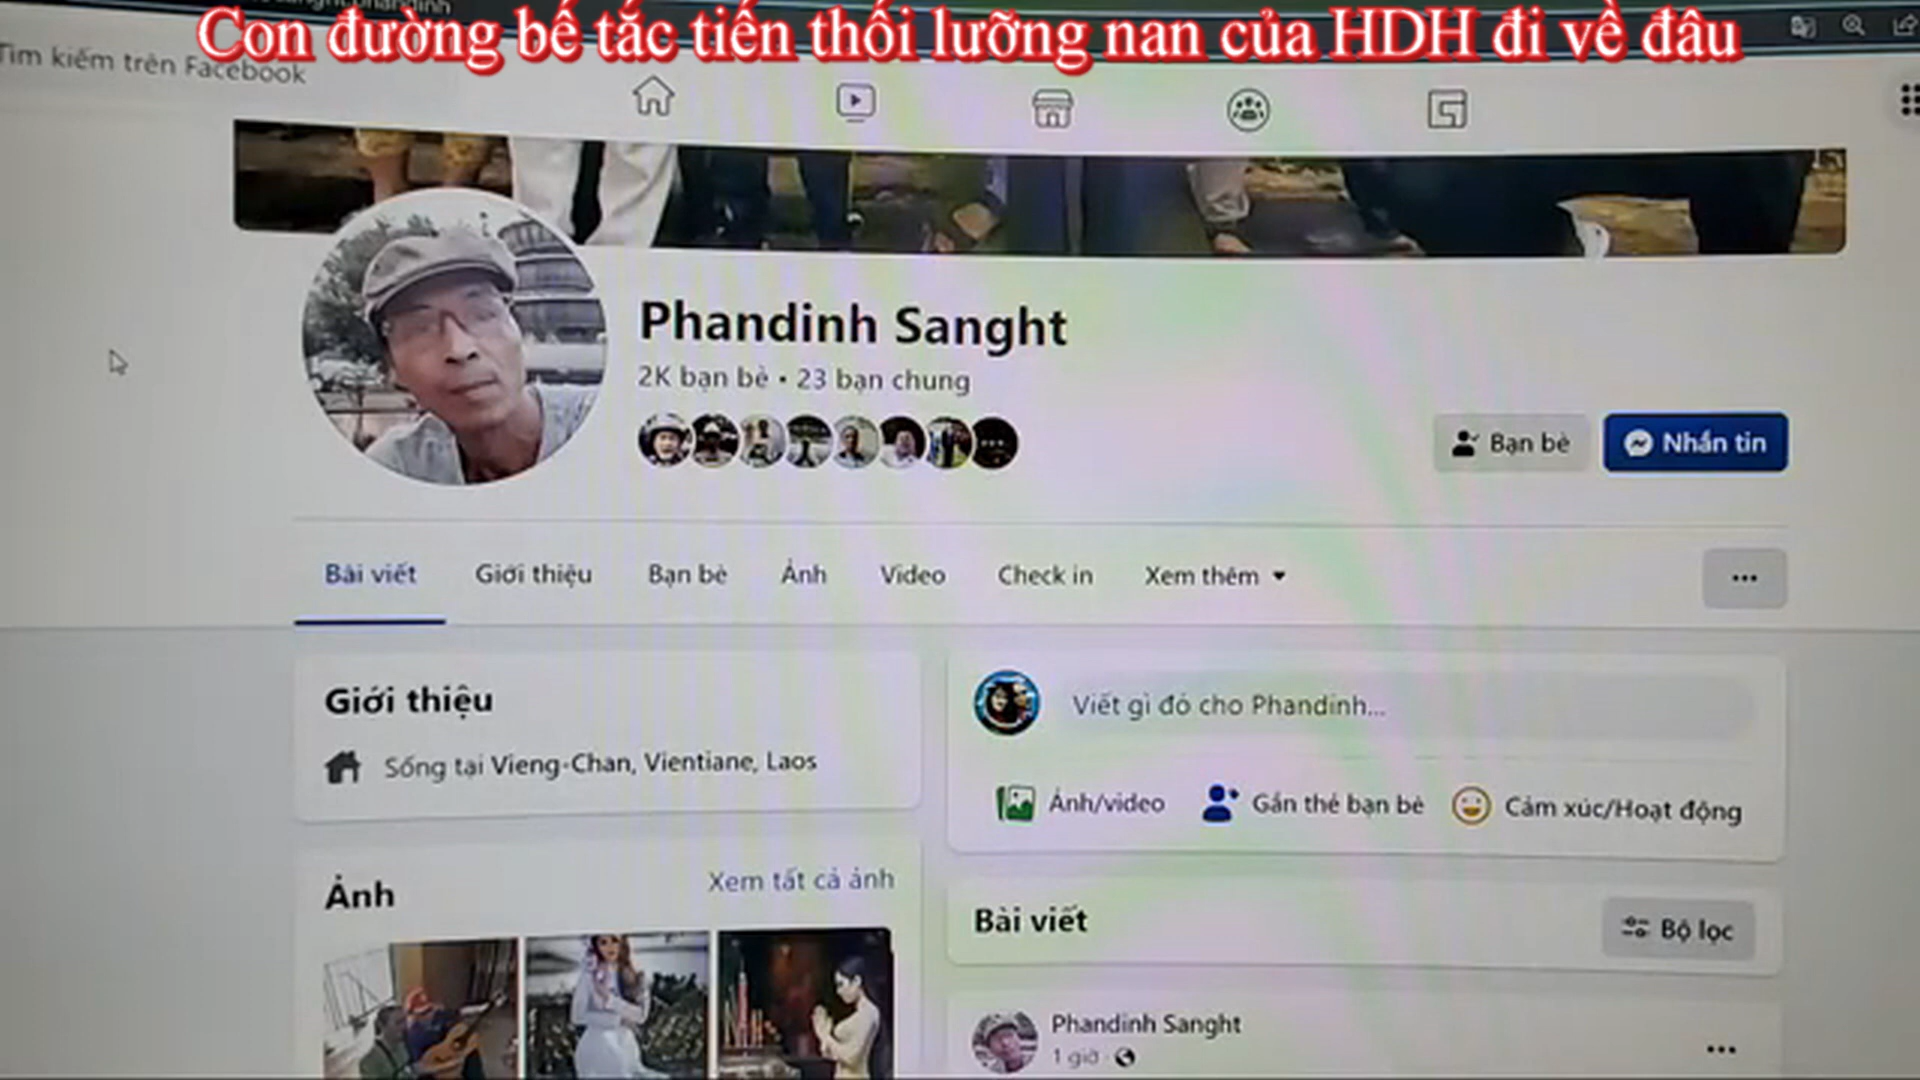 Con đường bế tắc tiến thối lưỡng nan của HDH đi về đâu
Tìm kiếm trên Facebook
Phandinh Sanght
2K bạn bè • 23 bạn chung
Bạn bè
Nhắn tin
Bài viết
Giới thiệu
Bạn bè
Ảnh
Video
Check in
Xem thêm
Giới thiệu
Sống tại Vieng-Chan, Vientiane, Laos
Ảnh
Xem tất cả ảnh
Viết gì đó cho Phandinh...
Ảnh/video
Gắn thẻ bạn bè
Cảm xúc/Hoạt động
Bài viết
Bộ lọc
Phandinh Sanght
1 giờ